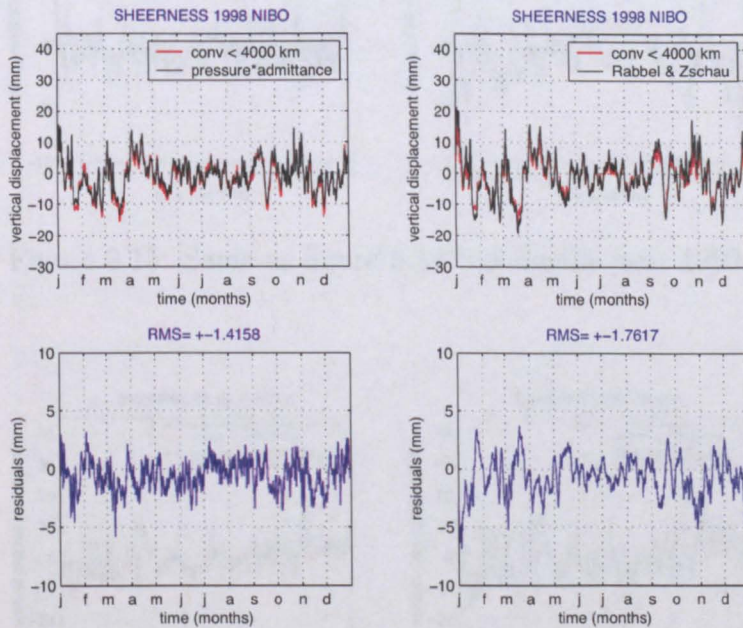 SHEERNESS 1998 NIBO
vertical displacement (mm)
40
30
20
10
0
−10
−20
−30
conv < 4000 km
pressure*admittance
j f m a m j j a s o n d
time (months)
SHEERNESS 1998 NIBO
vertical displacement (mm)
40
30
20
10
0
−10
−20
−30
conv < 4000 km
Rabbel & Zschau
j f m a m j j a s o n d
time (months)
RMS= +−1.4158
residuals (mm)
10
5
0
−5
−10
j f m a m j j a s o n d
time (months)
RMS= +−1.7617
residuals (mm)
10
5
0
−5
−10
j f m a m j j a s o n d
time (months)